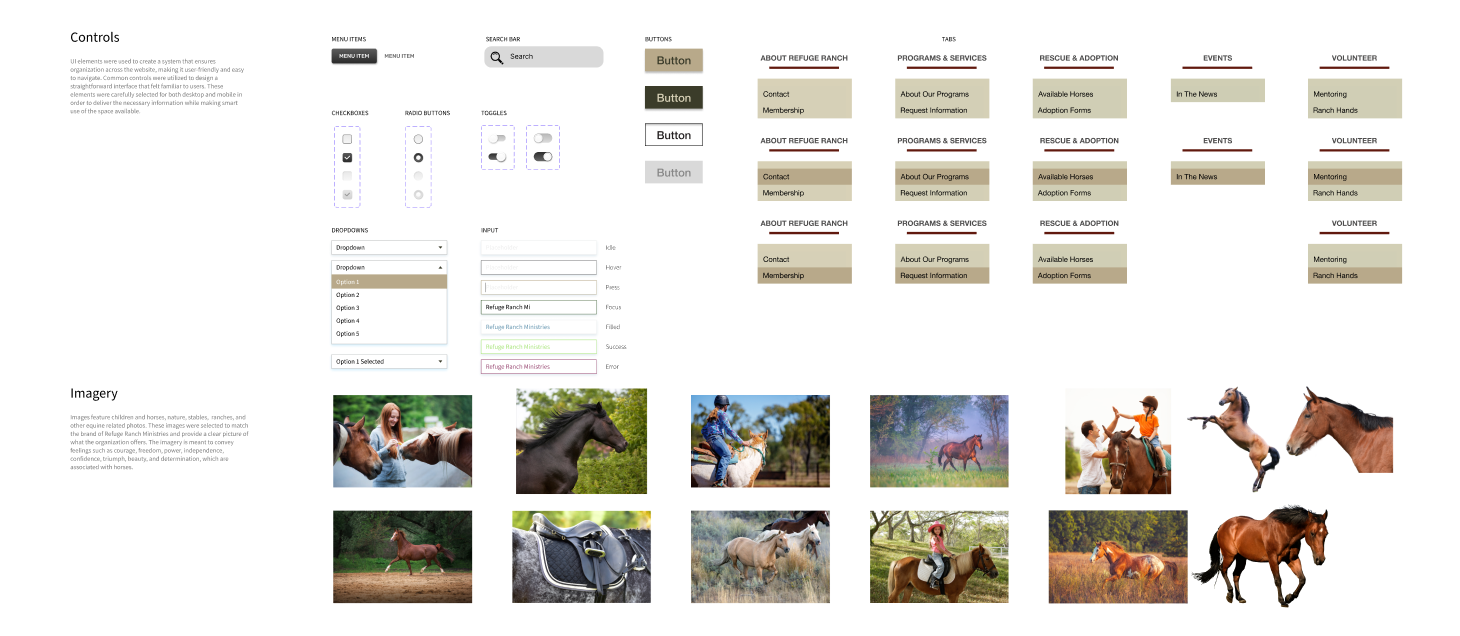 Controls
UI elements were used to create a system that ensures
organization across the website, making it user-friendly and easy
to navigate. Common controls were utilized to design a
straightforward interface that felt familiar to users. These
elements were carefully selected for both desktop and mobile in
order to deliver the necessary information while making smart
use of the space available.
MENU ITEMS
MENU ITEM
MENU ITEM
SEARCH BAR
Search
BUTTONS
Button
Button
Button
Button
CHECKBOXES
RADIO BUTTONS
TOGGLES
DROPDOWNS
Dropdown
Dropdown
Option 1
Option 2
Option 3
Option 4
Option 5
Option 1 Selected
INPUT
Idle
Hover
Press
Refuge Ranch Mi
Focus
Refuge Ranch Ministries
Filled
Refuge Ranch Ministries
Success
Refuge Ranch Ministries
Error
TABS
ABOUT REFUGE RANCH
PROGRAMS & SERVICES
RESCUE & ADOPTION
EVENTS
VOLUNTEER
Contact
About Our Programs
Available Horses
In The News
Mentoring
Membership
Request Information
Adoption Forms
Ranch Hands
ABOUT REFUGE RANCH
PROGRAMS & SERVICES
RESCUE & ADOPTION
EVENTS
VOLUNTEER
Contact
About Our Programs
Available Horses
In The News
Mentoring
Membership
Request Information
Adoption Forms
Ranch Hands
ABOUT REFUGE RANCH
PROGRAMS & SERVICES
RESCUE & ADOPTION
VOLUNTEER
Contact
About Our Programs
Available Horses
Mentoring
Membership
Request Information
Adoption Forms
Ranch Hands
Imagery
Images feature children and horses, nature, stables, ranches, and
other equine related photos. These images were selected to match
the brand of Refuge Ranch Ministries and provide a clear picture of
what the organization offers. The imagery is meant to convey
feelings such as courage, freedom, power, independence,
confidence, triumph, beauty, and determination, which are
associated with horses.